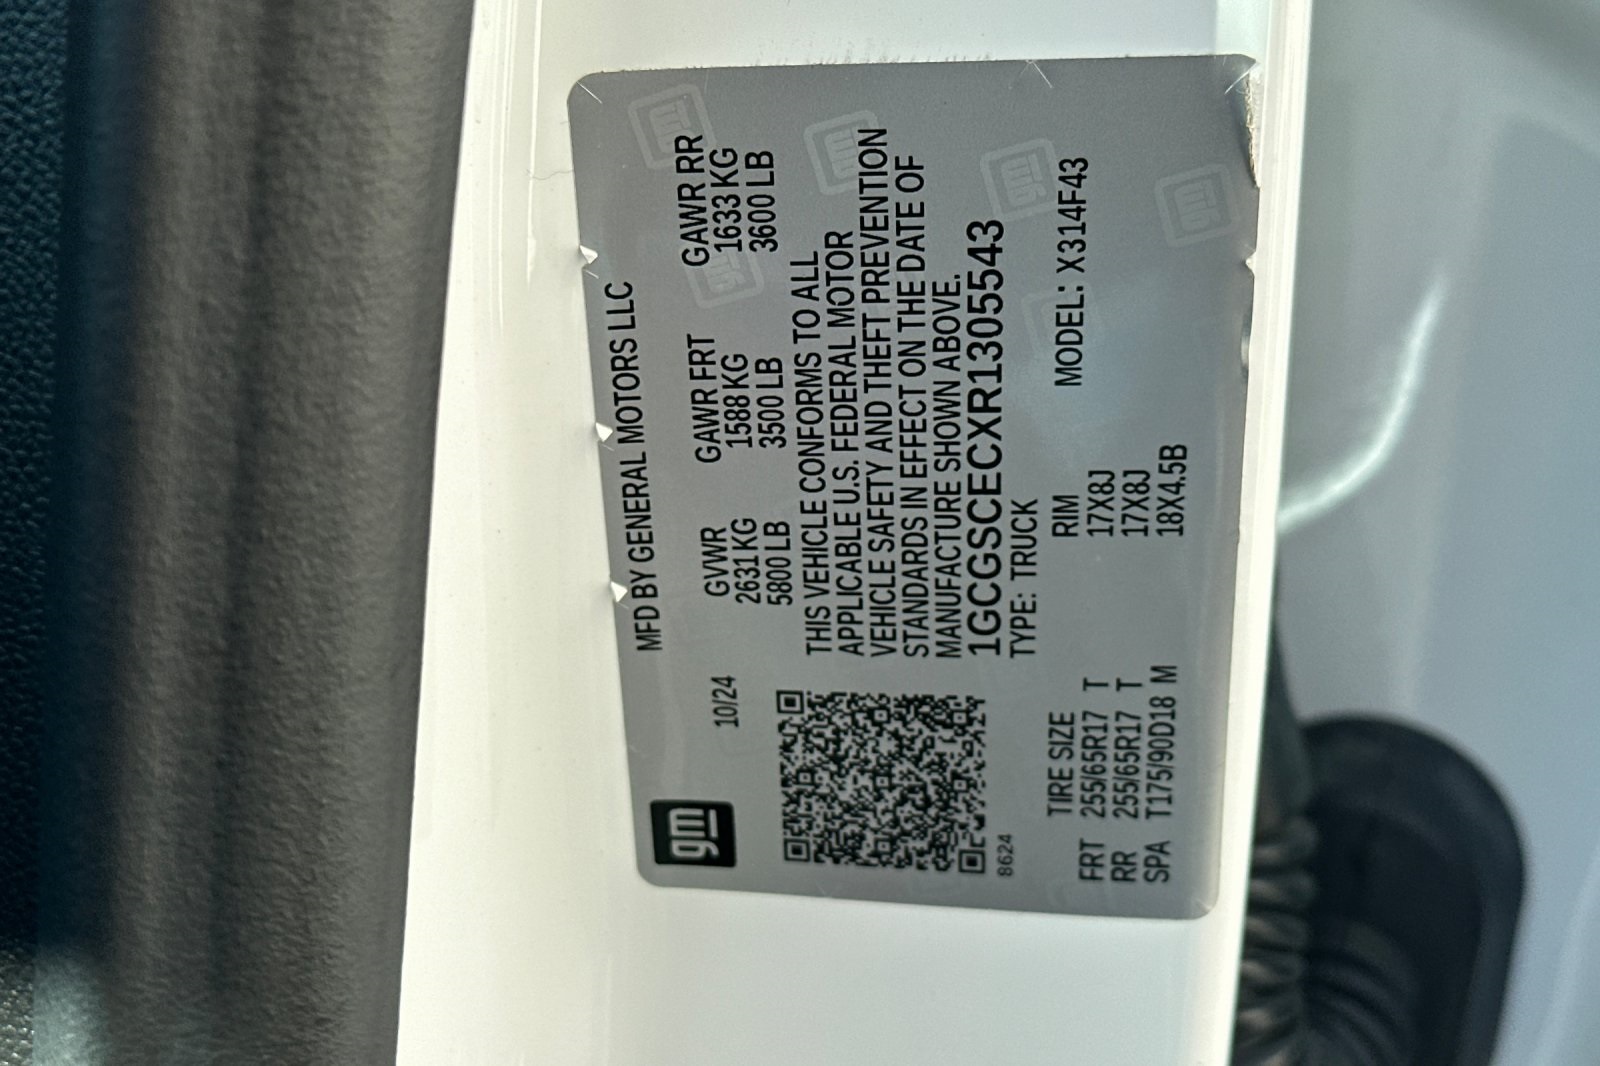 MFD BY GENERAL MOTORS LLC
gm
10/24
GVWR GAWR FRT GAWR RR
2631 KG 1588 KG 1633 KG
5800 LB 3500 LB 3600 LB
THIS VEHICLE CONFORMS TO ALL
APPLICABLE U.S. FEDERAL MOTOR
VEHICLE SAFETY AND THEFT PREVENTION
STANDARDS IN EFFECT ON THE DATE OF
MANUFACTURE SHOWN ABOVE.
1GCGSCECXR1305543
8624
TYPE: TRUCK MODEL: X314F43
TIRE SIZE RIM
FRT 255/65R17 T 17X8J
RR 255/65R17 T 17X8J
SPA T175/90D18 M 18X4.5B